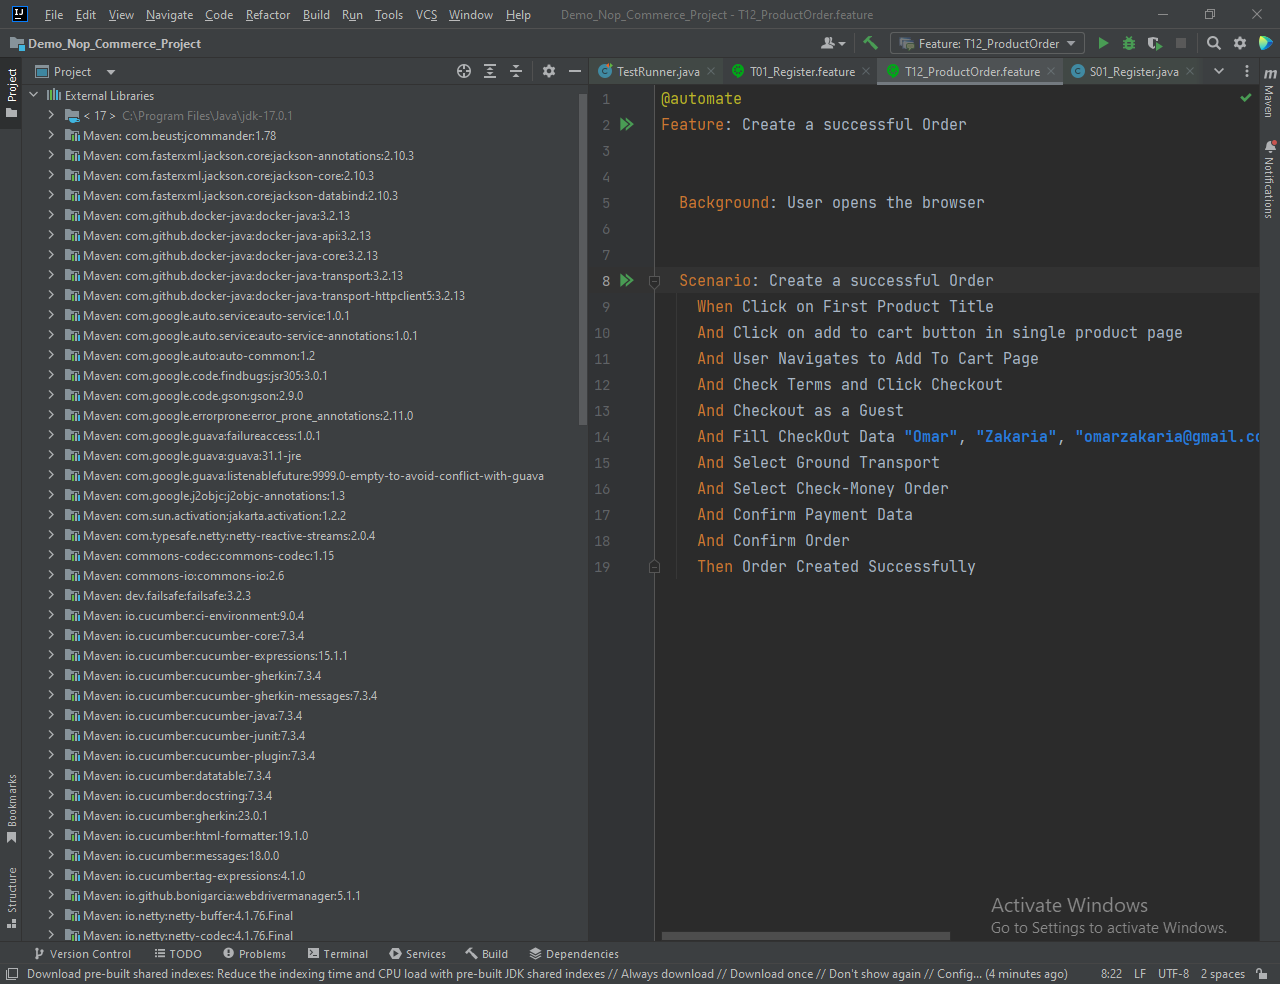 File Edit View Navigate Code Refactor Build Run Tools VCS Window Help Demo_Nop_Commerce_Project - T12_ProductOrder.feature
Demo_Nop_Commerce_Project Feature: T12_ProductOrder
Project
TestRunner.java T01_Register.feature T12_ProductOrder.feature S01_Register.java
Project
Bookmarks
Structure
Maven
Notifications
External Libraries
< 17 > C:\Program Files\Java\jdk-17.0.1
Maven: com.beust:jcommander:1.78
Maven: com.fasterxml.jackson.core:jackson-annotations:2.10.3
Maven: com.fasterxml.jackson.core:jackson-core:2.10.3
Maven: com.fasterxml.jackson.core:jackson-databind:2.10.3
Maven: com.github.docker-java:docker-java:3.2.13
Maven: com.github.docker-java:docker-java-api:3.2.13
Maven: com.github.docker-java:docker-java-core:3.2.13
Maven: com.github.docker-java:docker-java-transport:3.2.13
Maven: com.github.docker-java:docker-java-transport-httpclient5:3.2.13
Maven: com.google.auto.service:auto-service:1.0.1
Maven: com.google.auto.service:auto-service-annotations:1.0.1
Maven: com.google.auto:auto-common:1.2
Maven: com.google.code.findbugs:jsr305:3.0.1
Maven: com.google.code.gson:gson:2.9.0
Maven: com.google.errorprone:error_prone_annotations:2.11.0
Maven: com.google.guava:failureaccess:1.0.1
Maven: com.google.guava:guava:31.1-jre
Maven: com.google.guava:listenablefuture:9999.0-empty-to-avoid-conflict-with-guava
Maven: com.google.j2objc:j2objc-annotations:1.3
Maven: com.sun.activation:jakarta.activation:1.2.2
Maven: com.typesafe.netty:netty-reactive-streams:2.0.4
Maven: commons-codec:commons-codec:1.15
Maven: commons-io:commons-io:2.6
Maven: dev.failsafe:failsafe:3.2.3
Maven: io.cucumber:ci-environment:9.0.4
Maven: io.cucumber:cucumber-core:7.3.4
Maven: io.cucumber:cucumber-expressions:15.1.1
Maven: io.cucumber:cucumber-gherkin:7.3.4
Maven: io.cucumber:cucumber-gherkin-messages:7.3.4
Maven: io.cucumber:cucumber-java:7.3.4
Maven: io.cucumber:cucumber-junit:7.3.4
Maven: io.cucumber:cucumber-plugin:7.3.4
Maven: io.cucumber:datatable:7.3.4
Maven: io.cucumber:docstring:7.3.4
Maven: io.cucumber:gherkin:23.0.1
Maven: io.cucumber:html-formatter:19.1.0
Maven: io.cucumber:messages:18.0.0
Maven: io.cucumber:tag-expressions:4.1.0
Maven: io.github.bonigarcia:webdrivermanager:5.1.1
Maven: io.netty:netty-buffer:4.1.76.Final
Maven: io.netty:netty-codec:4.1.76.Final
1 @automate
2 Feature: Create a successful Order
3
4
5 Background: User opens the browser
6
7
8 Scenario: Create a successful Order
9 When Click on First Product Title
10 And Click on add to cart button in single product page
11 And User Navigates to Add To Cart Page
12 And Check Terms and Click Checkout
13 And Checkout as a Guest
14 And Fill CheckOut Data "Omar", "Zakaria", "omarzakaria@gmail.co
15 And Select Ground Transport
16 And Select Check-Money Order
17 And Confirm Payment Data
18 And Confirm Order
19 Then Order Created Successfully
Activate Windows
Go to Settings to activate Windows.
Version Control TODO Problems Terminal Services Build Dependencies
Download pre-built shared indexes: Reduce the indexing time and CPU load with pre-built JDK shared indexes // Always download // Download once // Don't show again // Config... (4 minutes ago) 8:22 LF UTF-8 2 spaces